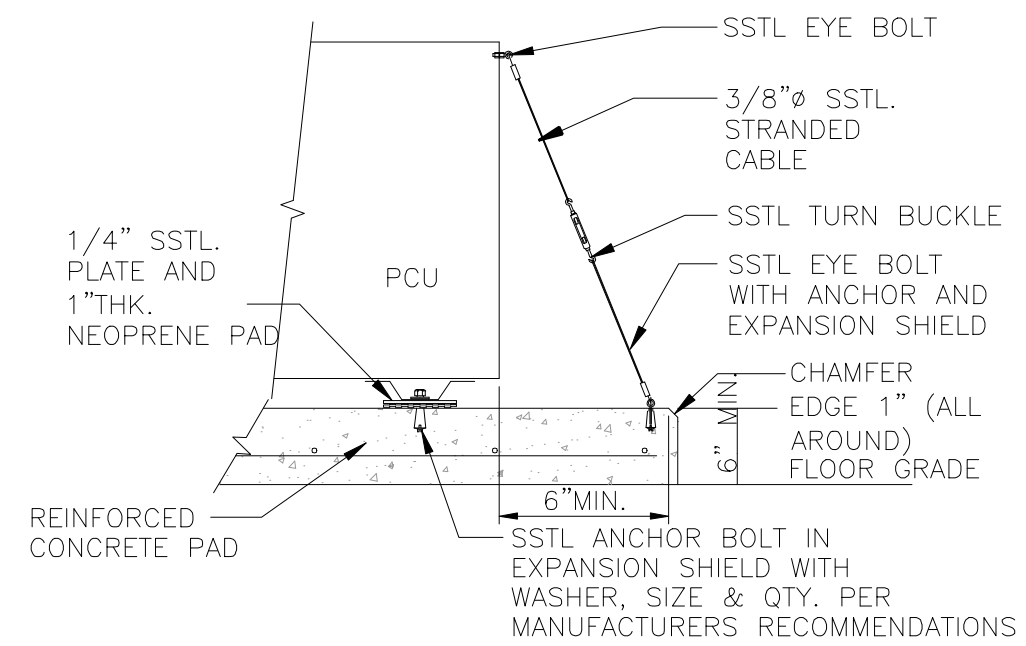 SSTL EYE BOLT
3/8"ø SSTL.
STRANDED
CABLE
SSTL TURN BUCKLE
SSTL EYE BOLT
WITH ANCHOR AND
EXPANSION SHIELD
1/4" SSTL.
PLATE AND
1"THK.
NEOPRENE PAD
PCU
CHAMFER
EDGE 1" (ALL
AROUND)
FLOOR GRADE
6" MIN.
6"MIN.
REINFORCED
CONCRETE PAD
SSTL ANCHOR BOLT IN
EXPANSION SHIELD WITH
WASHER, SIZE & QTY. PER
MANUFACTURERS RECOMMENDATIONS